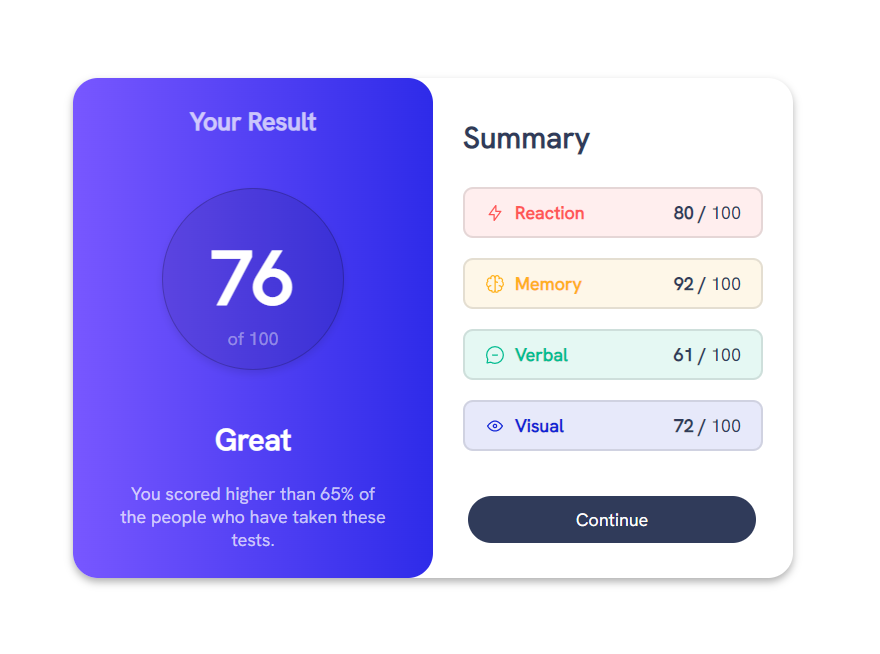 Your Result
76
of 100
Great
You scored higher than 65% of
the people who have taken these
tests.
Summary
Reaction 80 / 100
Memory 92 / 100
Verbal 61 / 100
Visual 72 / 100
Continue